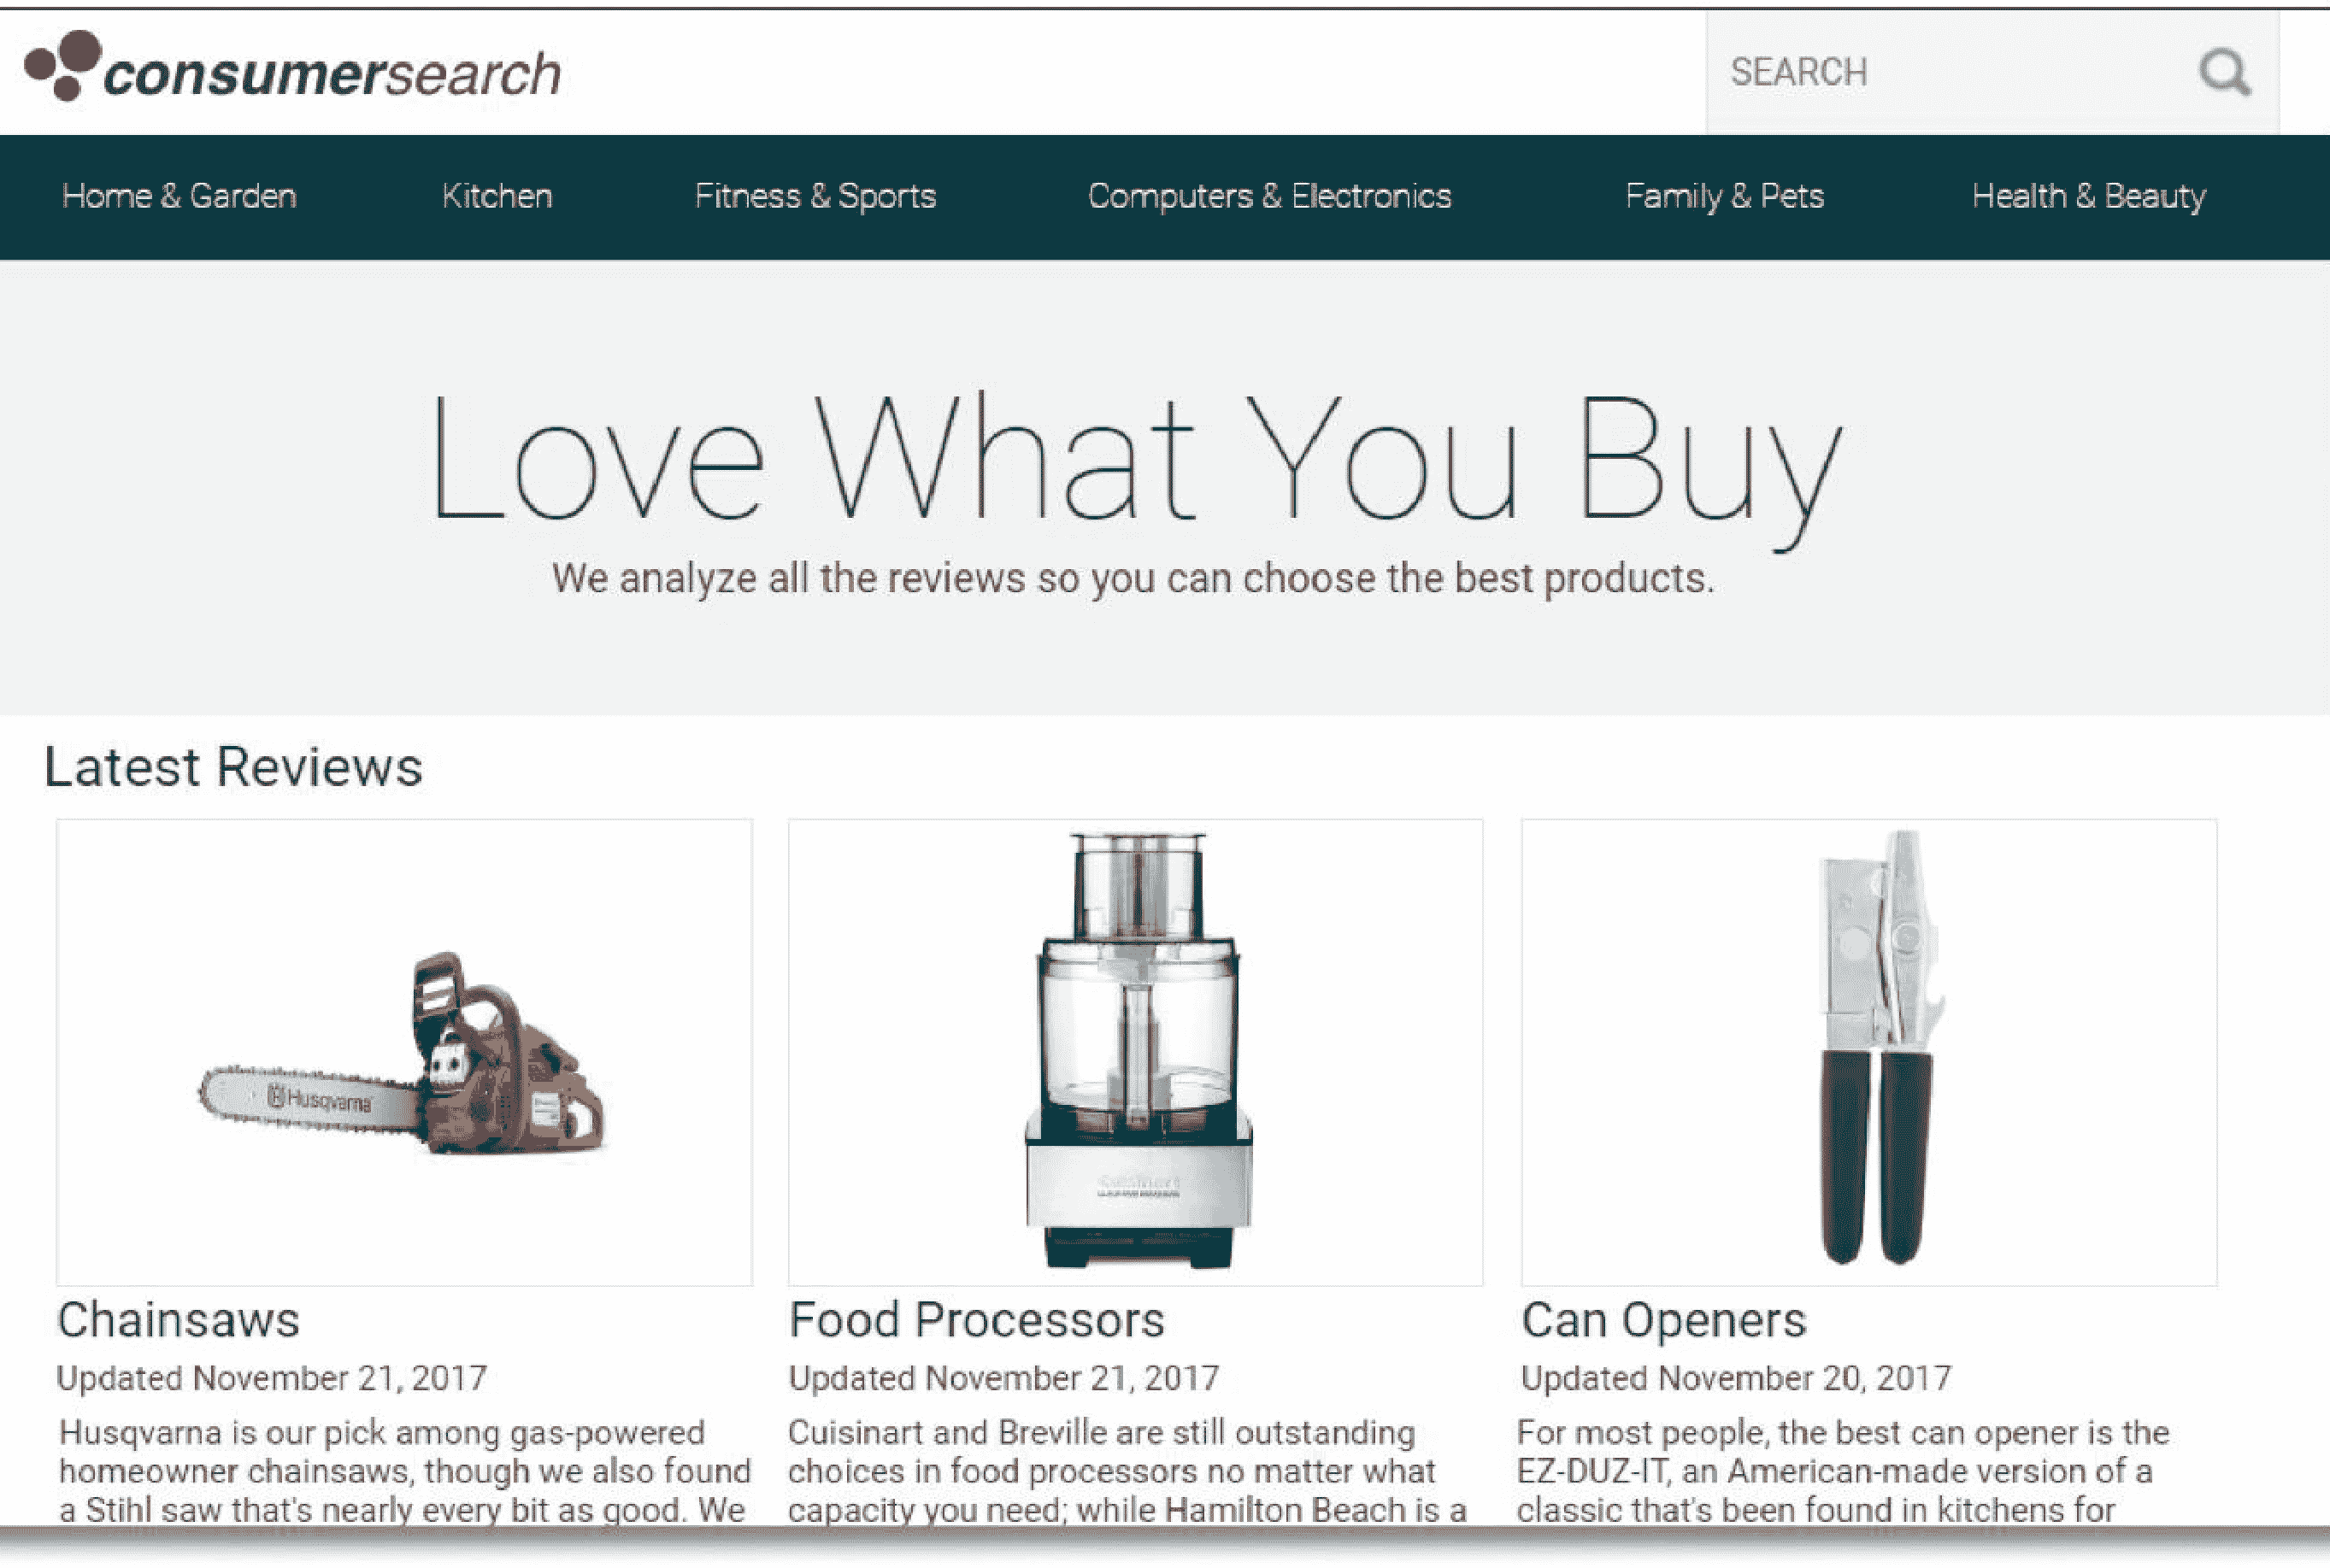 consumersearch
SEARCH
Home & Garden
Kitchen
Fitness & Sports
Computers & Electronics
Family & Pets
Health & Beauty
Love What You Buy
We analyze all the reviews so you can choose the best products.
Latest Reviews
Husqvarna
Cuisinart
Chainsaws
Updated November 21, 2017
Husqvarna is our pick among gas-powered
homeowner chainsaws, though we also found
a Stihl saw that's nearly every bit as good. We
Food Processors
Updated November 21, 2017
Cuisinart and Breville are still outstanding
choices in food processors no matter what
capacity you need; while Hamilton Beach is a
Can Openers
Updated November 20, 2017
For most people, the best can opener is the
EZ-DUZ-IT, an American-made version of a
classic that's been found in kitchens for